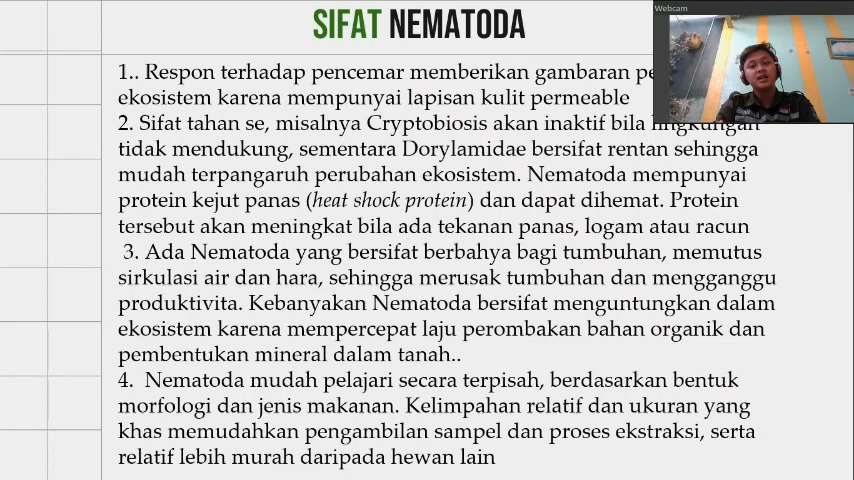 Webcam
SIFAT NEMATODA
1.. Respon terhadap pencemar memberikan gambaran
ekosistem karena mempunyai lapisan kulit permeable
2. Sifat tahan se, misalnya Cryptobiosis akan inaktif bila lingkungan
tidak mendukung, sementara Dorylamidae bersifat rentan sehingga
mudah terpangaruh perubahan ekosistem. Nematoda mempunyai
protein kejut panas (heat shock protein) dan dapat dihemat. Protein
tersebut akan meningkat bila ada tekanan panas, logam atau racun
3. Ada Nematoda yang bersifat berbahya bagi tumbuhan, memutus
sirkulasi air dan hara, sehingga merusak tumbuhan dan mengganggu
produktivita. Kebanyakan Nematoda bersifat menguntungkan dalam
ekosistem karena mempercepat laju perombakan bahan organik dan
pembentukan mineral dalam tanah..
4. Nematoda mudah pelajari secara terpisah, berdasarkan bentuk
morfologi dan jenis makanan. Kelimpahan relatif dan ukuran yang
khas memudahkan pengambilan sampel dan proses ekstraksi, serta
relatif lebih murah daripada hewan lain